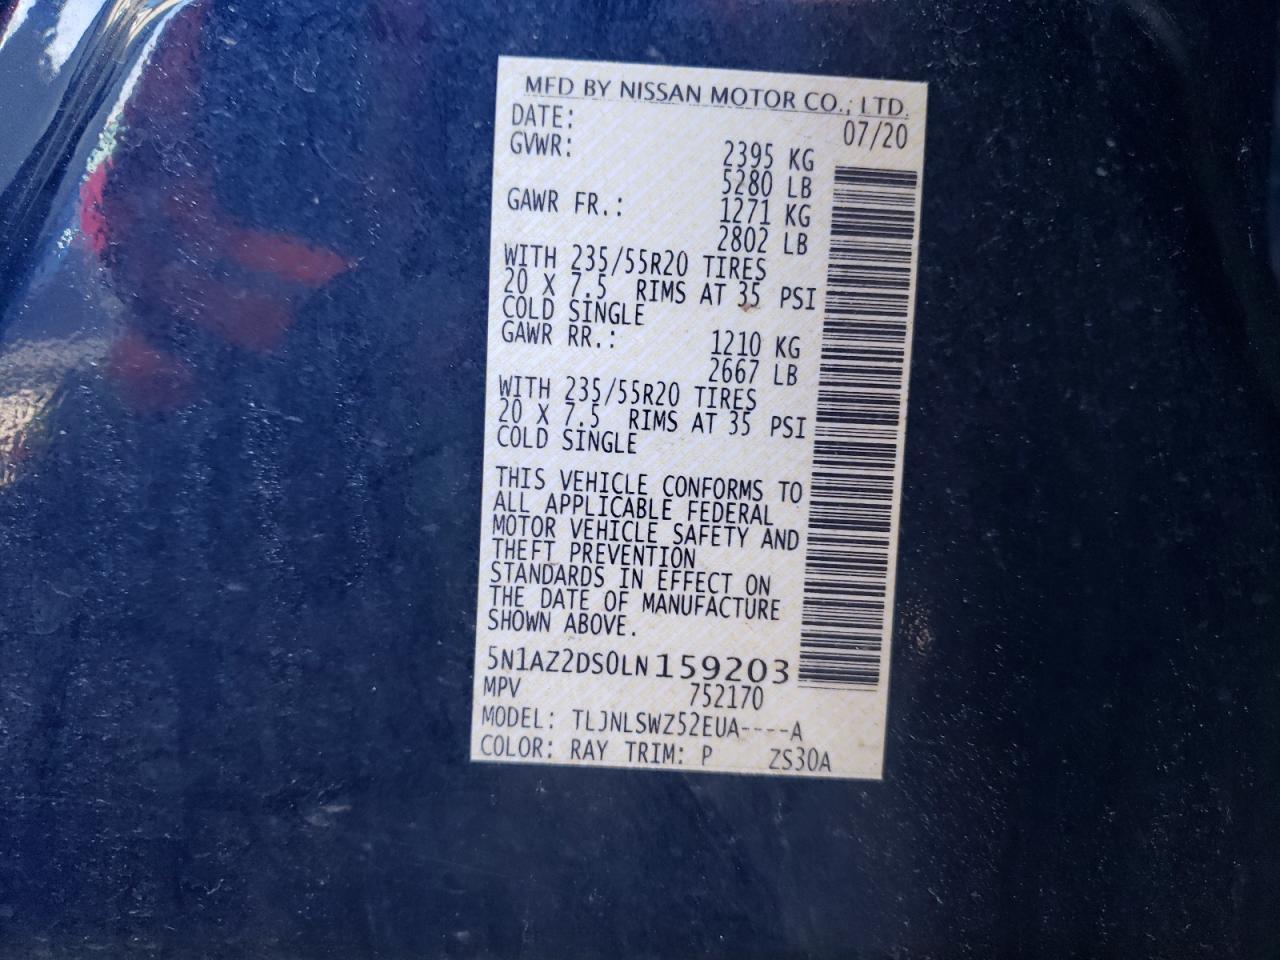 MFD BY NISSAN MOTOR CO., LTD.
DATE: 07/20
GVWR: 2395 KG
5280 LB
GAWR FR.: 1271 KG
2802 LB
WITH 235/55R20 TIRES
20 X 7.5 RIMS AT 35 PSI
COLD SINGLE
GAWR RR.: 1210 KG
2667 LB
WITH 235/55R20 TIRES
20 X 7.5 RIMS AT 35 PSI
COLD SINGLE
THIS VEHICLE CONFORMS TO
ALL APPLICABLE FEDERAL
MOTOR VEHICLE SAFETY AND
THEFT PREVENTION
STANDARDS IN EFFECT ON
THE DATE OF MANUFACTURE
SHOWN ABOVE.
5N1AZ2DS0LN159203
MPV 752170
MODEL: TLJNLSWZ52EUA----A
COLOR: RAY TRIM: P ZS30A